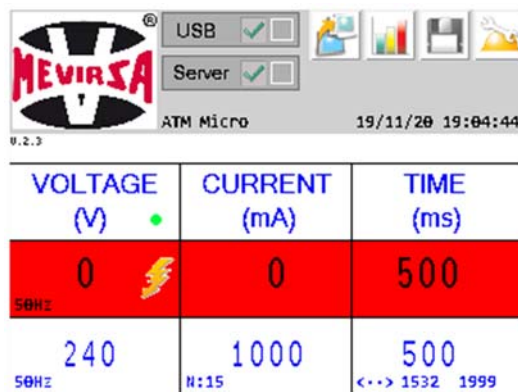 ®
USB
MEVIRSA
T
Server
ATM Micro 19/11/20 19:04:44
V.2.3
VOLTAGE CURRENT TIME
(V) (mA) (ms)
0 0 500
50HZ
240 1000 500
50HZ N:15 <--> 1532 1999